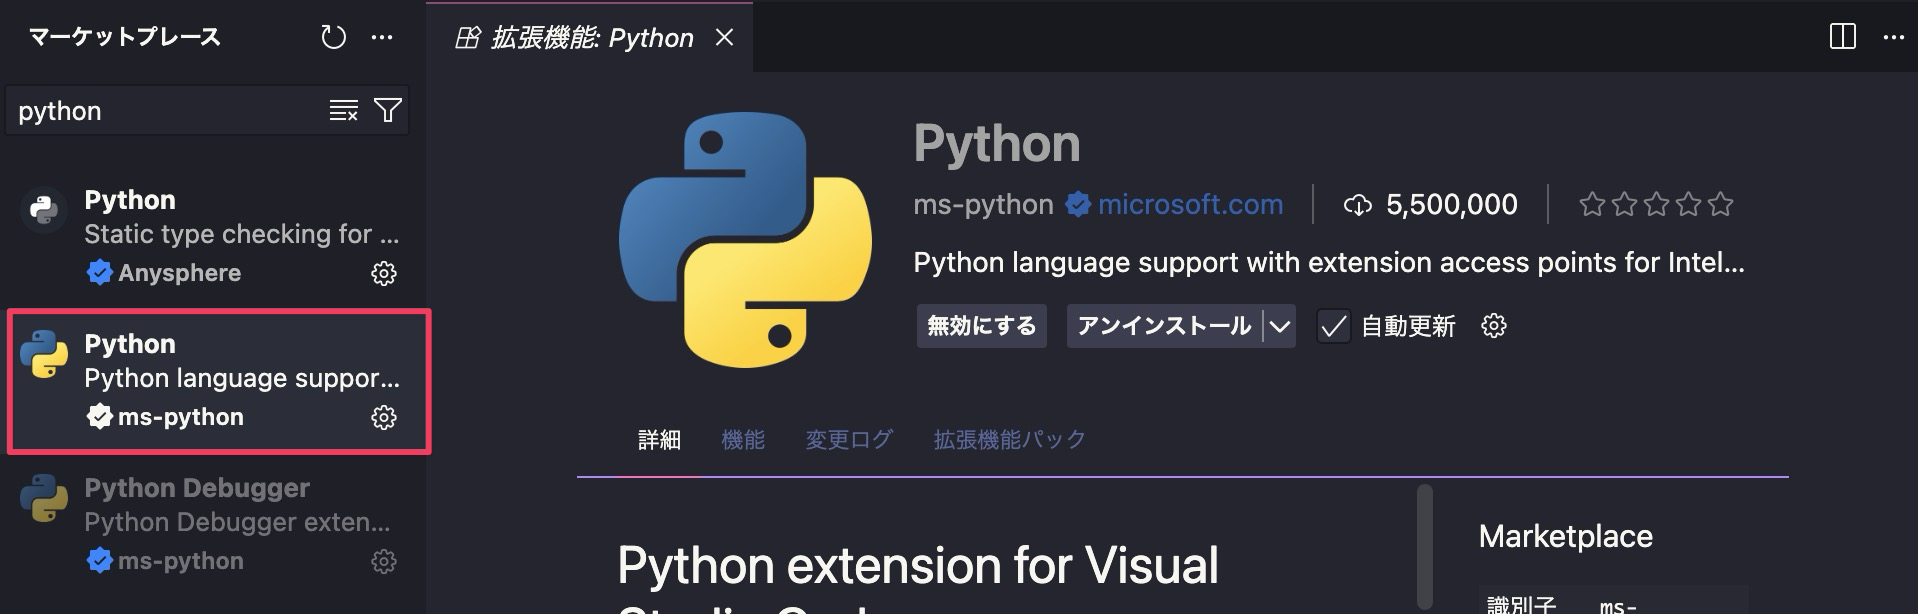 マーケットプレース
python
Python
Static type checking for ...
Anysphere
Python
Python language suppor...
ms-python
Python Debugger
Python Debugger exten...
ms-python
拡張機能: Python
Python
ms-python microsoft.com 5,500,000
Python language support with extension access points for Intel...
無効にする アンインストール 自動更新
詳細 機能 変更ログ 拡張機能パック
Python extension for Visual
Studio Code
Marketplace
識別子 ms-